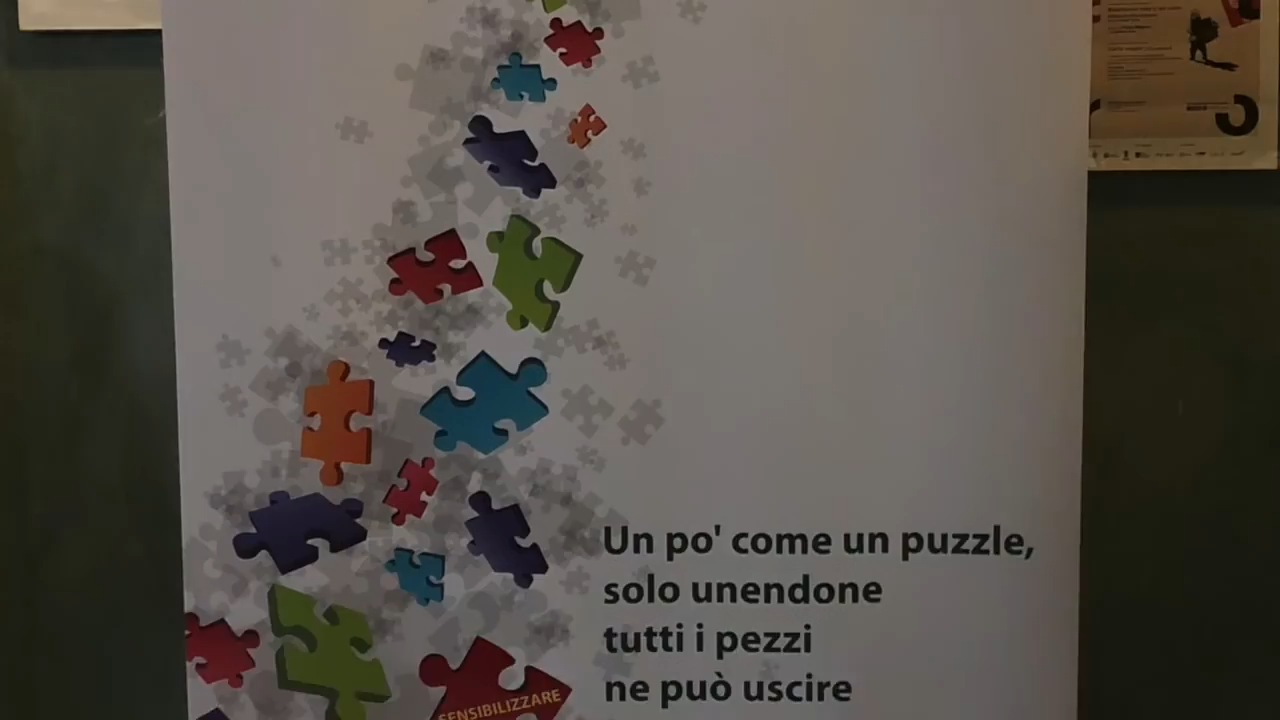 Un po' come un puzzle,
solo unendone
tutti i pezzi
ne può uscire
SENSIBILIZZARE